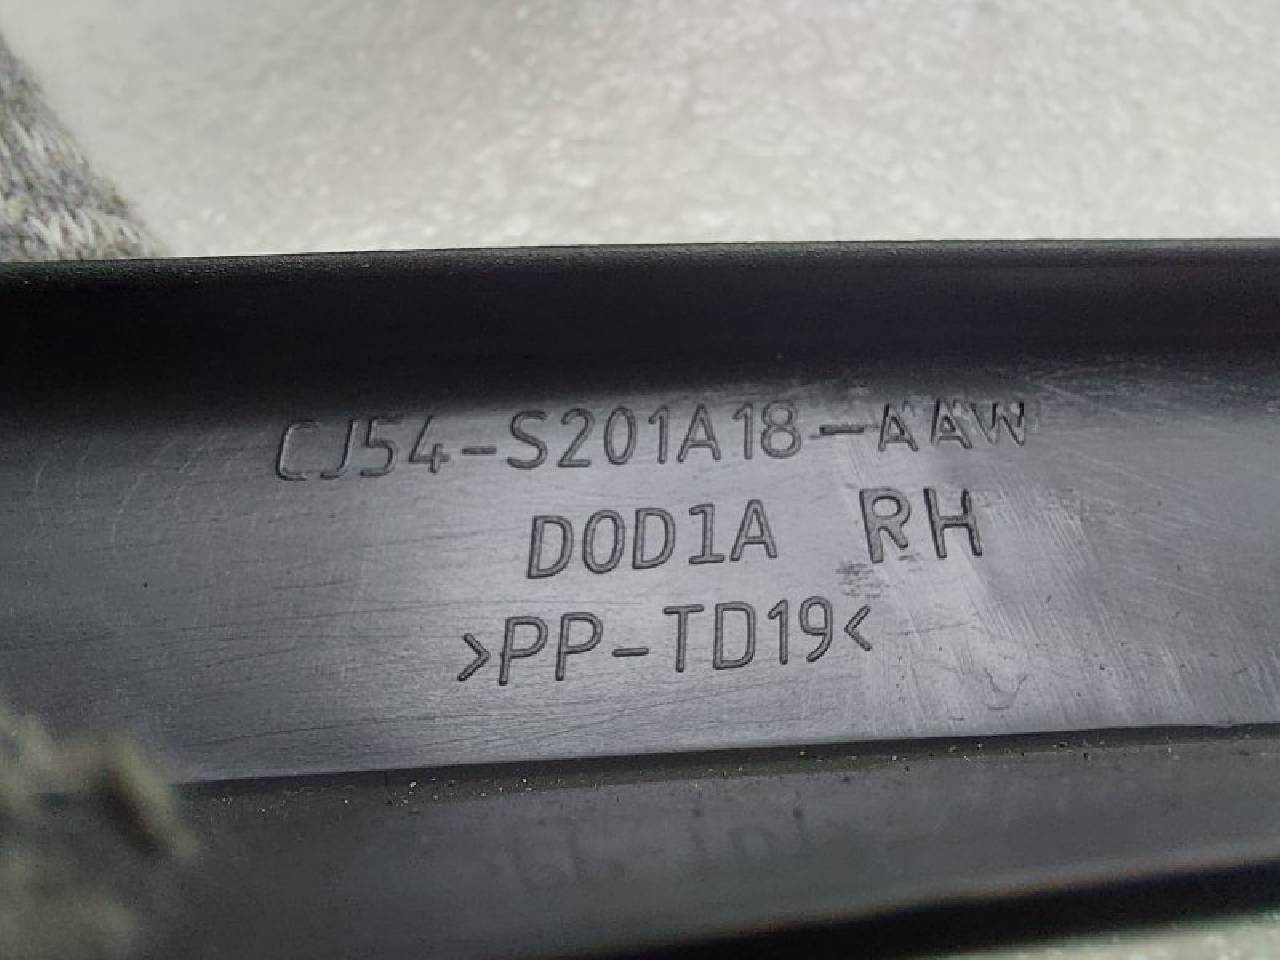 CJ54-S201A18-AAW
D0D1A RH
>PP-TD19<